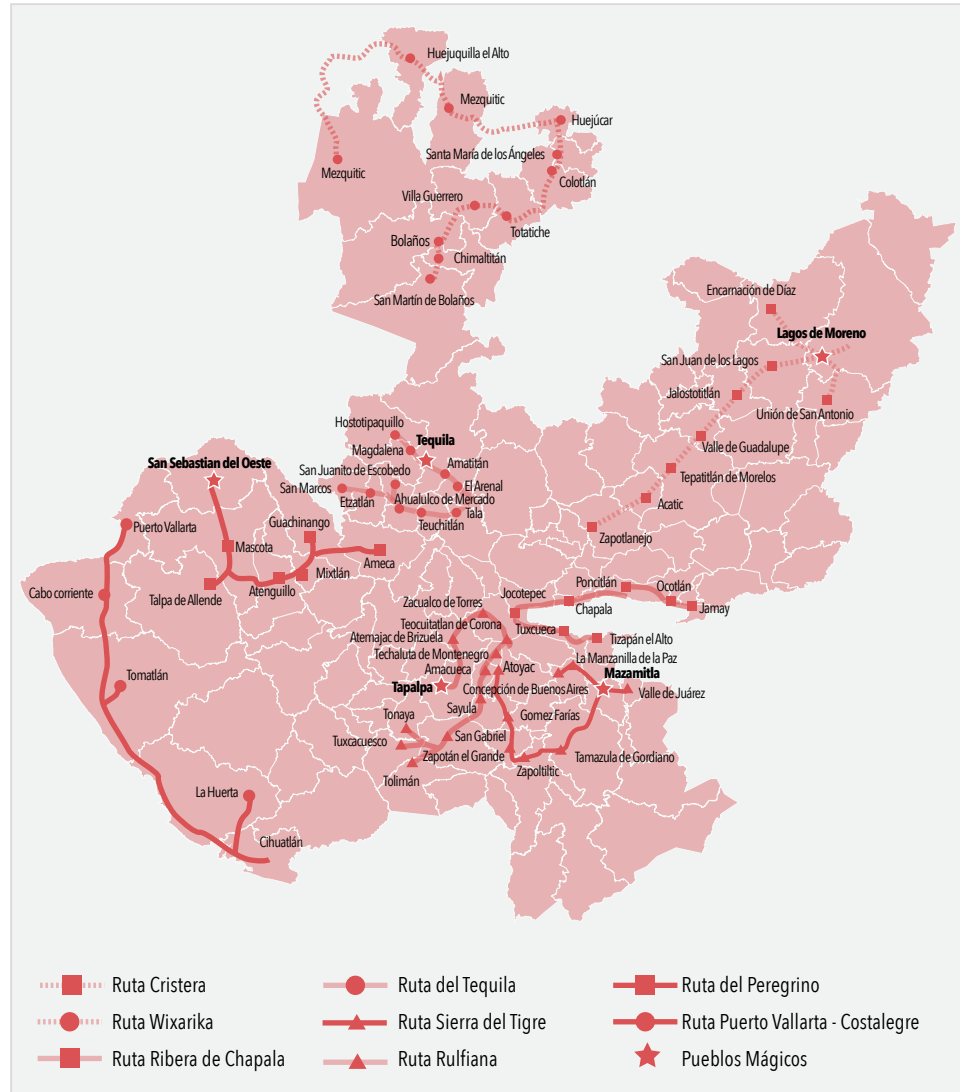 Huejuquilla el Alto
Mezquitic
Huejúcar
Santa María de los Ángeles
Mezquitic
Colotlán
Villa Guerrero
Totatiche
Bolaños
Chimaltitán
San Martín de Bolaños
Encarnación de Díaz
Lagos de Moreno
San Juan de los Lagos
Jalostotitlán
Unión de San Antonio
Hostotipaquillo
Tequila
Valle de Guadalupe
Magdalena
San Sebastian del Oeste
San Juanito de Escobedo
Amatitán
Tepatitlán de Morelos
San Marcos
El Arenal
Etzatlán
Ahualulco de Mercado
Acatic
Puerto Vallarta
Guachinango
Tala
Teuchitlán
Zapotlanejo
Mascota
Ameca
Mixtlán
Atenguillo
Talpa de Allende
Cabo corriente
Poncitlán
Ocotlán
Jocotepec
Chapala
Jamay
Zacualco de Torres
Teocuitatlan de Corona
Tuxcueca
Atemajac de Brizuela
Tizapán el Alto
Techaluta de Montenegro
La Manzanilla de la Paz
Amacueca
Atoyac
Mazamitla
Tomatlán
Tapalpa
Concepción de Buenos Aires
Valle de Juárez
Sayula
Tonaya
Gomez Farías
San Gabriel
Tuxcacuesco
Zapotán el Grande
Tamazula de Gordiano
Zapoltiltic
Tolimán
La Huerta
Cihuatlán
Ruta Cristera
Ruta del Tequila
Ruta del Peregrino
Ruta Wixarika
Ruta Sierra del Tigre
Ruta Puerto Vallarta - Costalegre
Ruta Ribera de Chapala
Ruta Rulfiana
Pueblos Mágicos